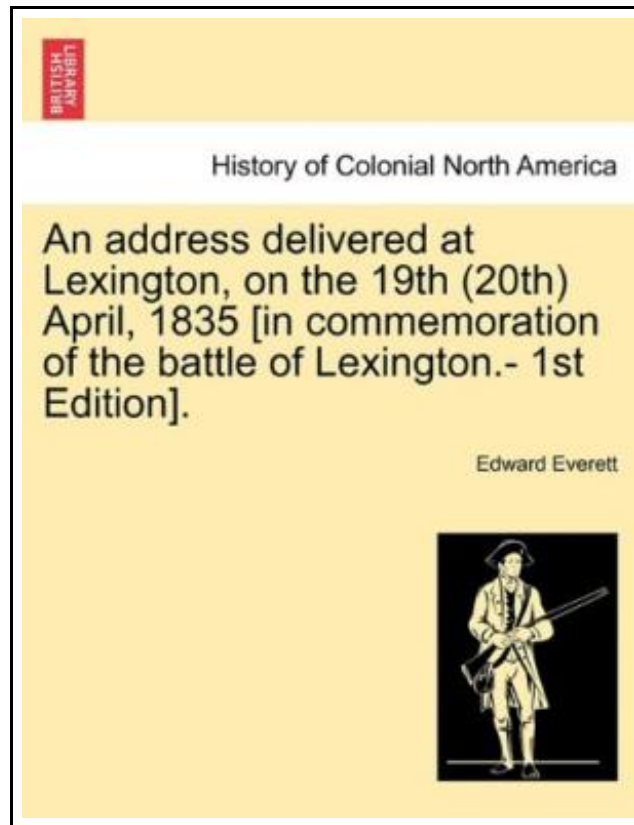 BRITISH
LIBRARY
History of Colonial North America
An address delivered at
Lexington, on the 19th (20th)
April, 1835 [in commemoration
of the battle of Lexington.- 1st
Edition].
Edward Everett